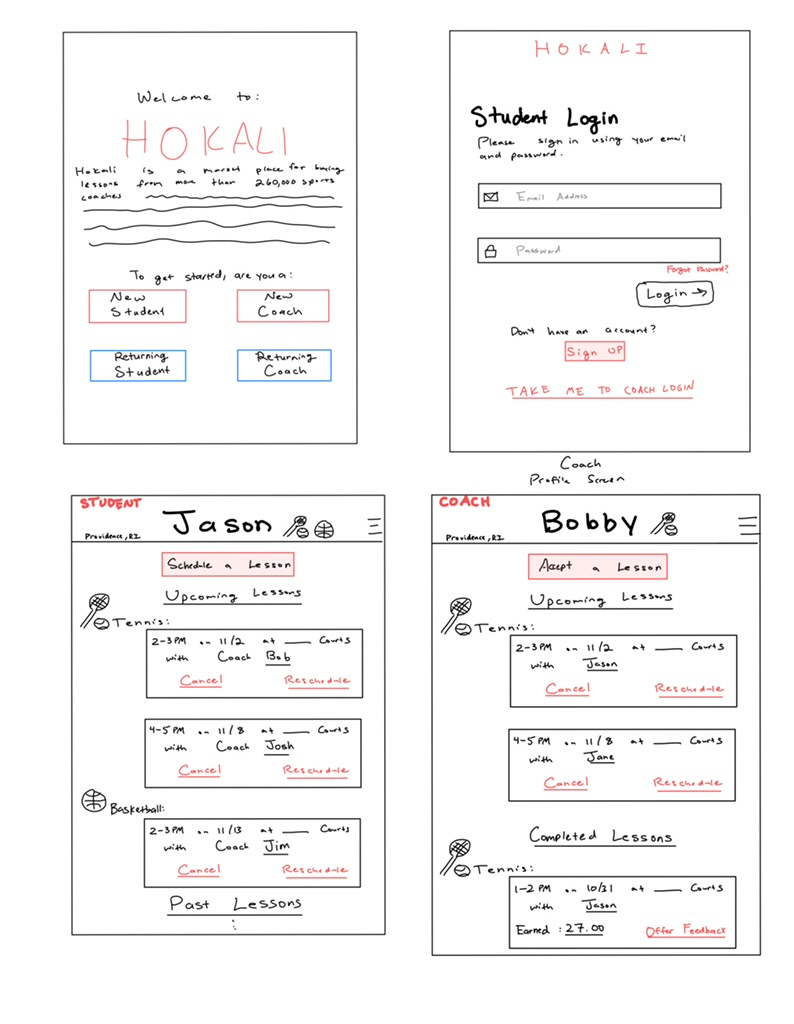 Welcome to:
HOKALI
Hokali is a market place for buying
lessons from more than 260,000 sports
coaches
To get started, are you a:
New Student
New Coach
Returning Student
Returning Coach
HOKALI
Student Login
Please sign in using your email
and password.
Email Address
Password
Forgot Password?
Login →
Don't have an account?
Sign UP
TAKE ME TO COACH LOGIN
STUDENT
Jason
Providence, RI
Schedule a Lesson
Upcoming Lessons
Tennis:
2-3PM on 11/2 at ___ Courts
with Coach Bob
Cancel Reschedule
4-5 PM on 11/8 at ___ Courts
with Coach Josh
Cancel Reschedule
Basketball:
2-3PM on 11/13 at ___ Courts
with Coach Jim
Cancel Reschedule
Past Lessons
Coach
Profile Screen
COACH
Bobby
Providence, RI
Accept a Lesson
Upcoming Lessons
Tennis:
2-3PM on 11/2 at ___ Courts
with Jason
Cancel Reschedule
4-5 PM on 11/8 at ___ Courts
with Jane
Cancel Reschedule
Completed Lessons
Tennis:
1-2 PM on 10/31 at ___ Courts
with Jason
Earned: 27.00 Offer Feedback